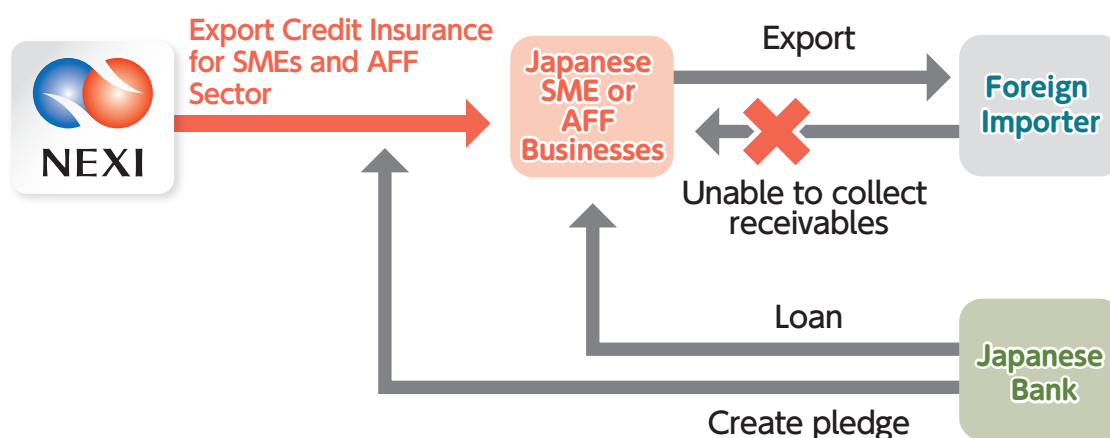 Export Credit Insurance
for SMEs and AFF
Sector
NEXI
Japanese
SME or
AFF
Businesses
Export
Foreign
Importer
Unable to collect
receivables
Loan
Japanese
Bank
Create pledge